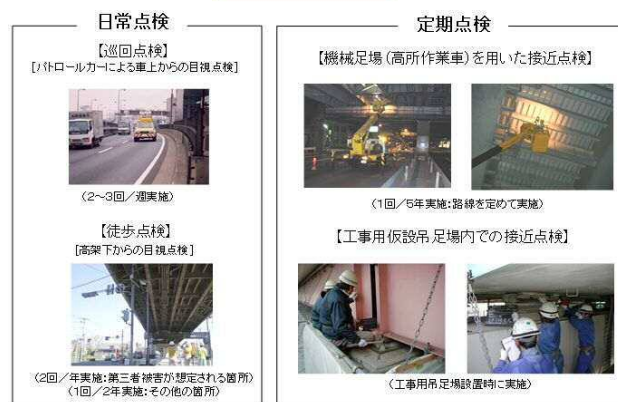 日常点検
【巡回点検】
[パトロールカーによる車上からの目視点検]
（2～3回／週実施）
【徒歩点検】
[高架下からの目視点検]
（2回／年実施：第三者被害が想定される箇所）
（1回／2年実施：その他の箇所）
定期点検
【機械足場（高所作業車）を用いた接近点検】
（1回／5年実施：路線を定めて実施）
【工事用仮設吊足場内での接近点検】
（工事用吊足場設置時に実施）